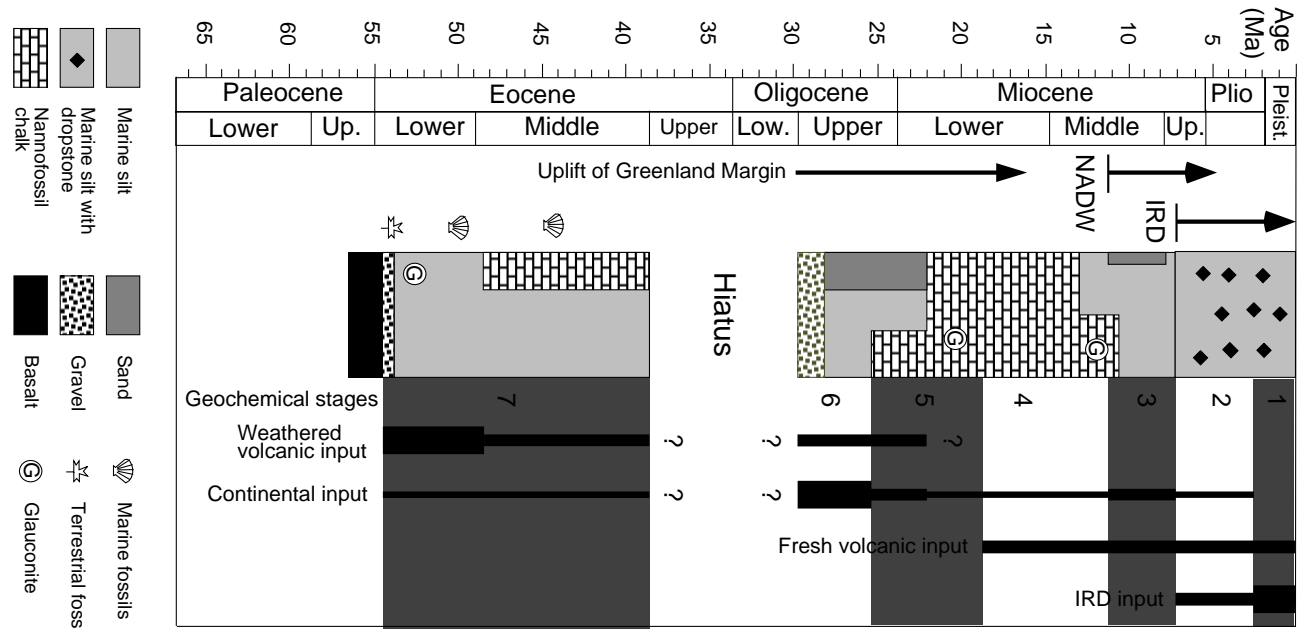 Age
(Ma)
5
10
15
20
25
30
35
40
45
50
55
60
65
Paleocene
Eocene
Oligocene
Miocene
Plio
Pleist.
Lower
Up.
Lower
Middle
Upper
Low.
Upper
Lower
Middle
Up.
Uplift of Greenland Margin
NADW
IRD
G
Hiatus
G
G
Geochemical stages
7
6
5
4
3
2
1
Weathered
volcanic input
?
?
?
Continental input
?
?
Fresh volcanic input
IRD input
Marine silt
Marine silt with
dropstone
Nannofossil
chalk
Sand
Gravel
Basalt
Marine fossils
Terrestrial foss
G
Glauconite